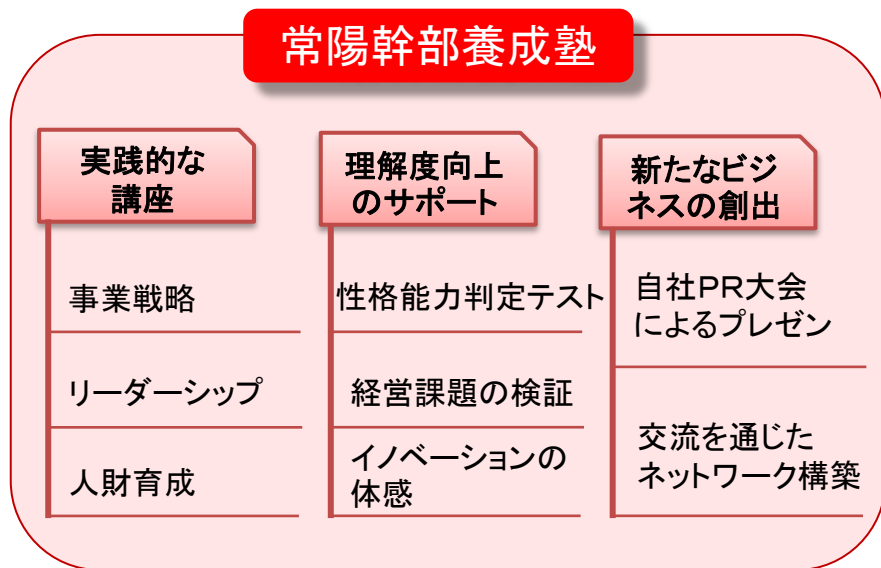 常陽幹部養成塾
実践的な
講座
事業戦略
リーダーシップ
人財育成
理解度向上
のサポート
性格能力判定テスト
経営課題の検証
イノベーションの
体感
新たなビジ
ネスの創出
自社ＰＲ大会
によるプレゼン
交流を通じた
ネットワーク構築